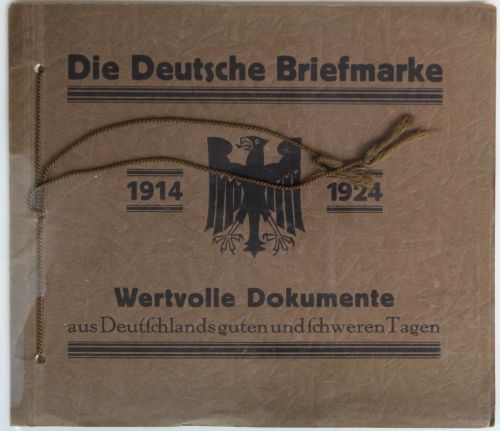 Die Deutsche Briefmarke
1914 1924
Wertvolle Dokumente
aus Deutſchlands guten und ſchweren Tagen